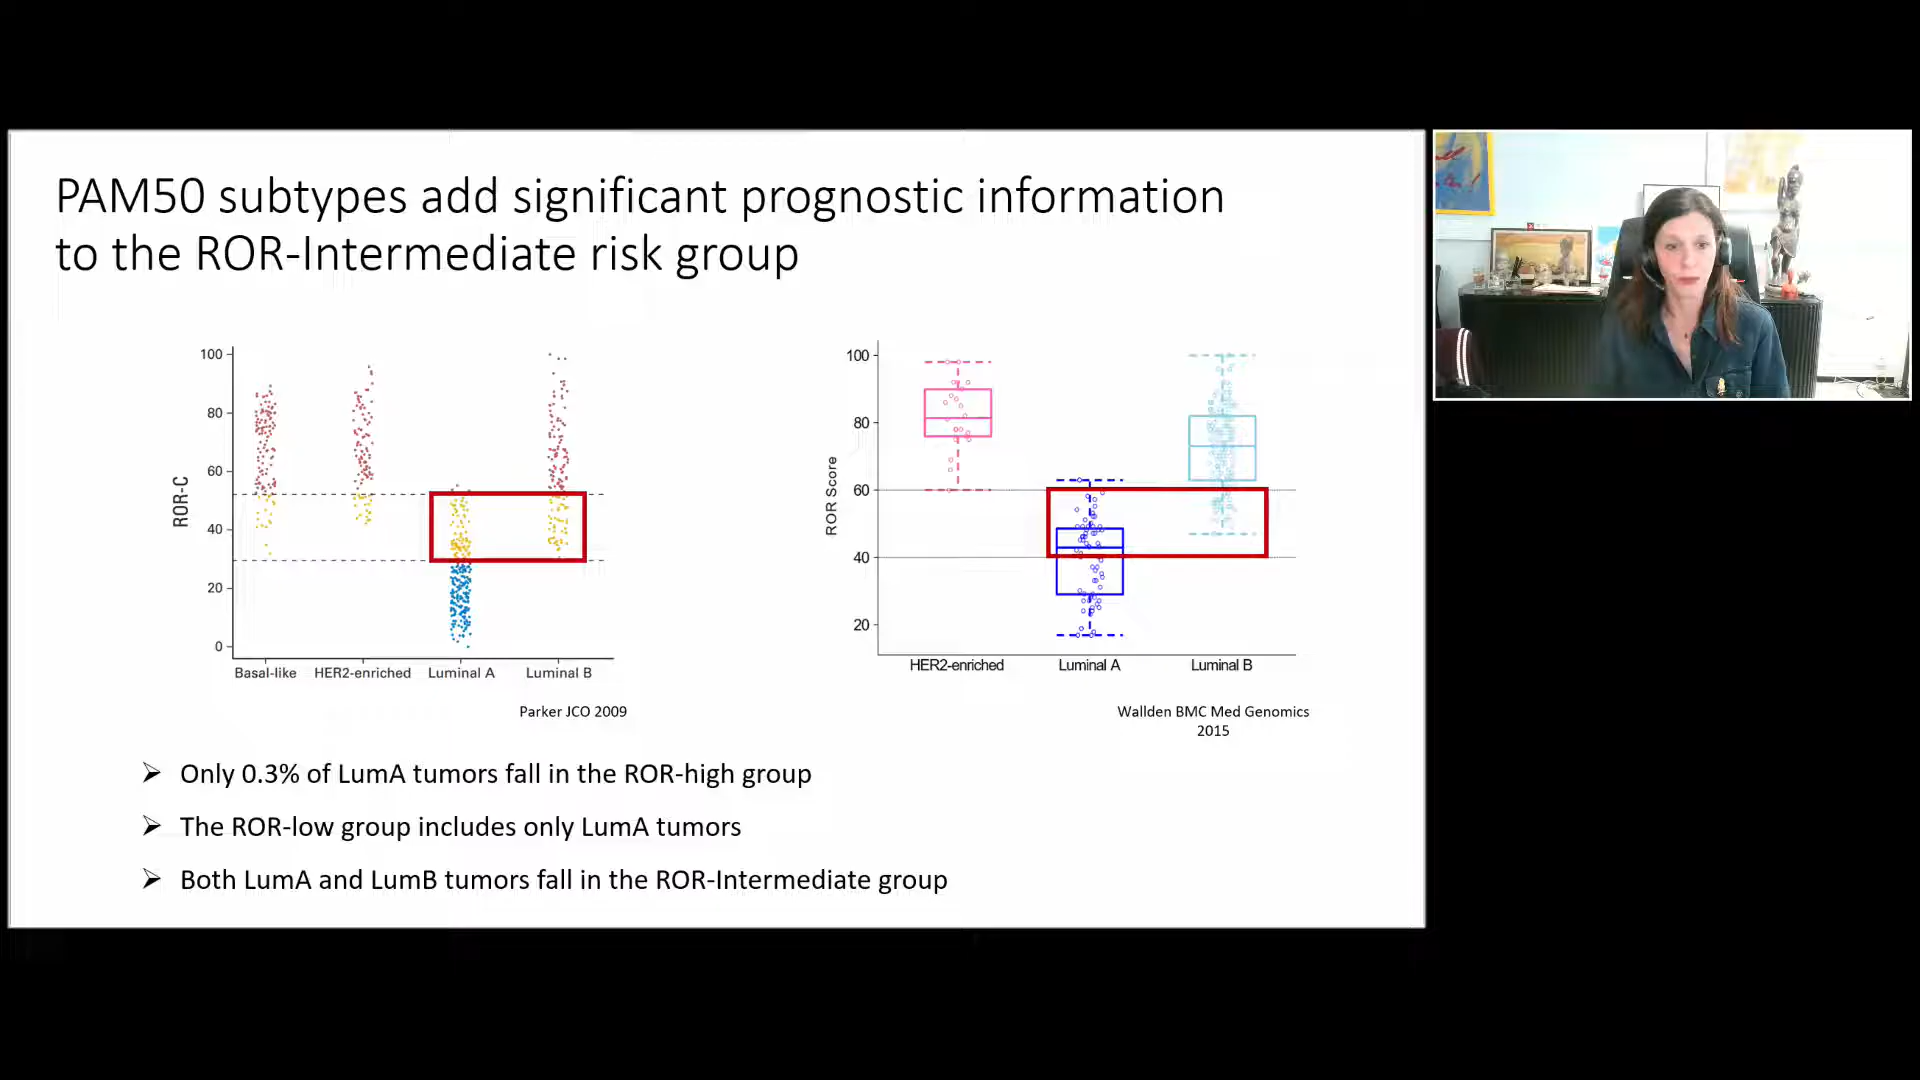 PAM50 subtypes add significant prognostic information
to the ROR-Intermediate risk group
ROR-C
100
80
60
40
20
0
Basal-like
HER2-enriched
Luminal A
Luminal B
Parker JCO 2009
ROR Score
100
80
60
40
20
HER2-enriched
Luminal A
Luminal B
Wallden BMC Med Genomics
2015
Only 0.3% of LumA tumors fall in the ROR-high group
The ROR-low group includes only LumA tumors
Both LumA and LumB tumors fall in the ROR-Intermediate group